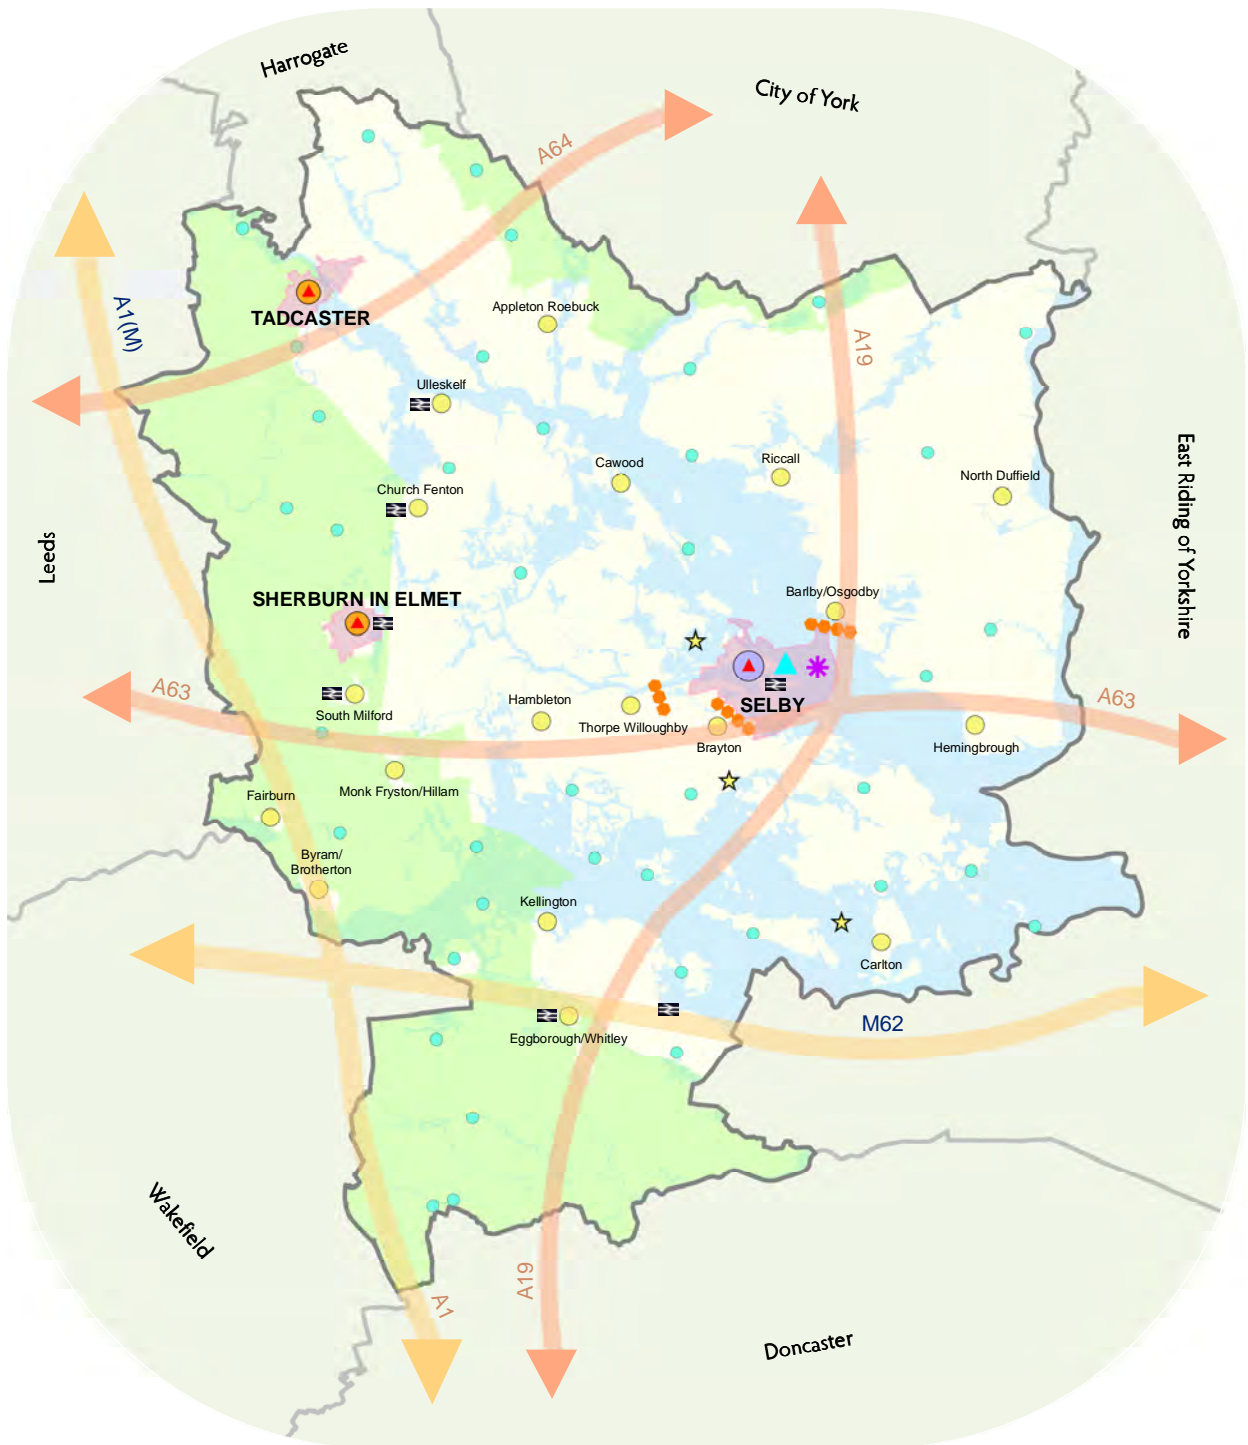 Harrogate
City of York
A64
A1(M)
TADCASTER
Appleton Roebuck
A19
Ulleskelf
Cawood
Riccall
North Duffield
Church Fenton
East Riding of Yorkshire
Leeds
SHERBURN IN ELMET
Barlby/Osgodby
A63
South Milford
Hambleton
Thorpe Willoughby
SELBY
Brayton
A63
Hemingbrough
Monk Fryston/Hillam
Fairburn
Byram/
Brotherton
Kellington
Carlton
Eggborough/Whitley
M62
Wakefield
A19
A1
Doncaster